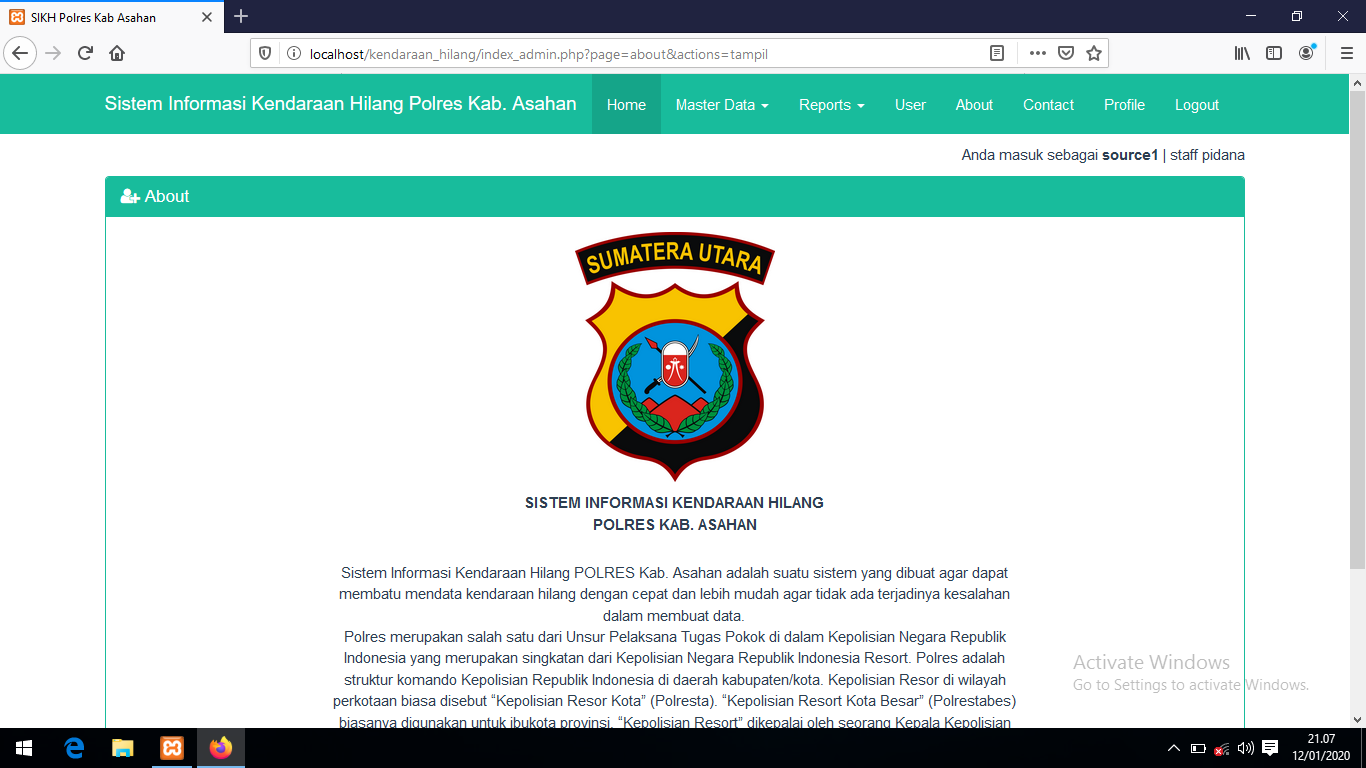 SIKH Polres Kab Asahan
localhost/kendaraan_hilang/index_admin.php?page=about&actions=tampil
Sistem Informasi Kendaraan Hilang Polres Kab. Asahan Home Master Data Reports User About Contact Profile Logout
Anda masuk sebagai source1 | staff pidana
About
SUMATERA UTARA
SISTEM INFORMASI KENDARAAN HILANG
POLRES KAB. ASAHAN
Sistem Informasi Kendaraan Hilang POLRES Kab. Asahan adalah suatu sistem yang dibuat agar dapat
membatu mendata kendaraan hilang dengan cepat dan lebih mudah agar tidak ada terjadinya kesalahan
dalam membuat data.
Polres merupakan salah satu dari Unsur Pelaksana Tugas Pokok di dalam Kepolisian Negara Republik
Indonesia yang merupakan singkatan dari Kepolisian Negara Republik Indonesia Resort. Polres adalah
struktur komando Kepolisian Republik Indonesia di daerah kabupaten/kota. Kepolisian Resor di wilayah
perkotaan biasa disebut “Kepolisian Resor Kota” (Polresta). “Kepolisian Resort Kota Besar” (Polrestabes)
biasanya digunakan untuk ibukota provinsi. “Kepolisian Resort” dikepalai oleh seorang Kepala Kepolisian
Activate Windows
Go to Settings to activate Windows.
21.07
12/01/2020